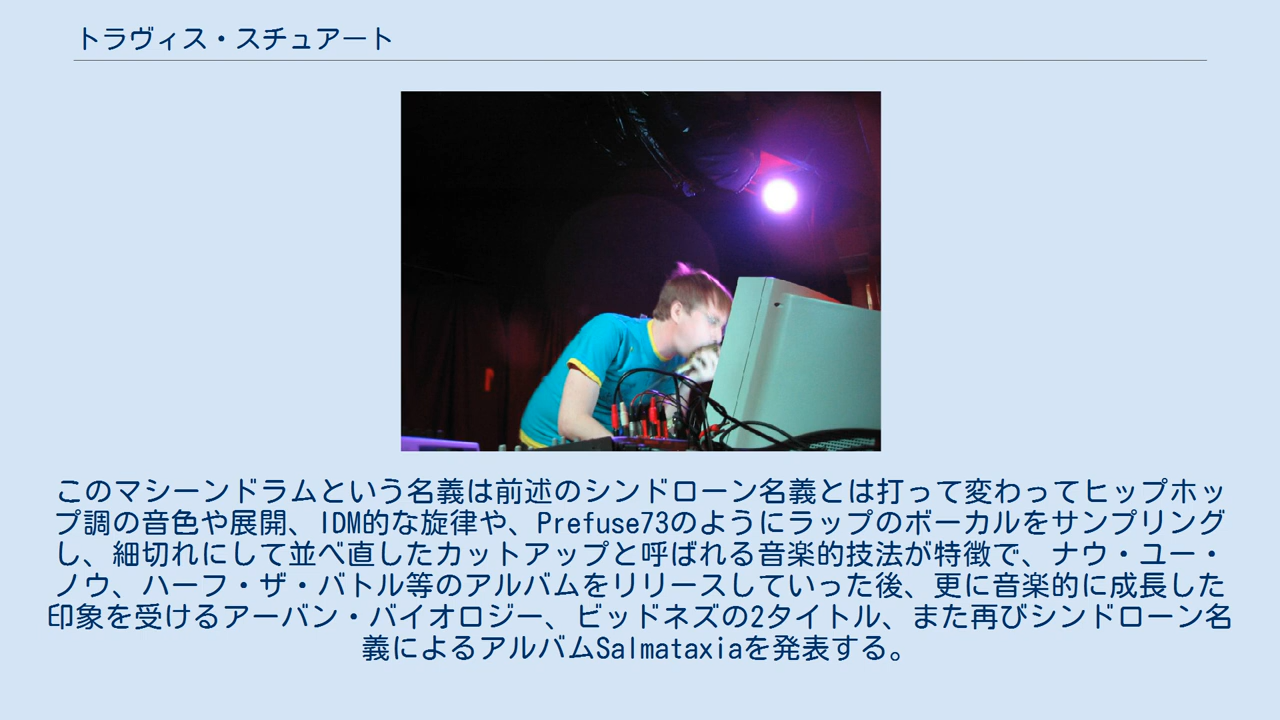 トラヴィス・スチュアート
このマシーンドラムという名義は前述のシンドローン名義とは打って変わってヒップホッ
プ調の音色や展開、IDM的な旋律や、Prefuse73のようにラップのボーカルをサンプリング
し、細切れにして並べ直したカットアップと呼ばれる音楽的技法が特徴で、ナウ・ユー・
ノウ、ハーフ・ザ・バトル等のアルバムをリリースしていった後、更に音楽的に成長した
印象を受けるアーバン・バイオロジー、ビッドネズの2タイトル、また再びシンドローン名
義によるアルバムSalmataxiaを発表する。